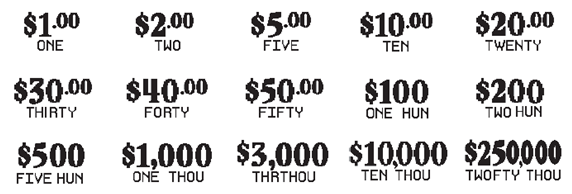 $1.00 $2.00 $5.00 $10.00 $20.00
ONE TWO FIVE TEN TWENTY
$30.00 $40.00 $50.00 $100 $200
THIRTY FORTY FIFTY ONE HUN TWO HUN
$500 $1,000 $3,000 $10,000 $250,000
FIVE HUN ONE THOU THRTHOU TEN THOU TWOFTY THOU